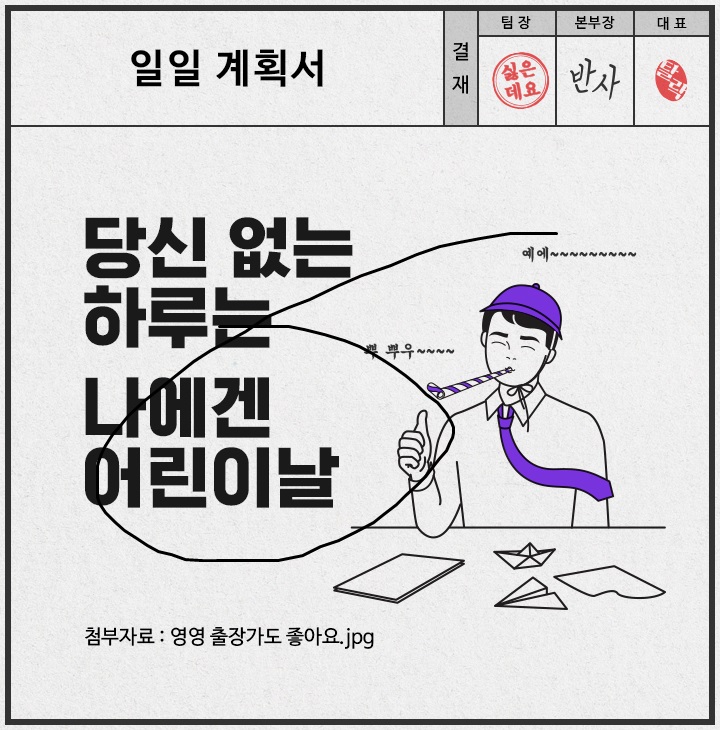 일일 계획서
결재
팀 장
본부장
대 표
싫은데요
반사
탈락
당신 없는
하루는
나에겐
어린이날
예에~~~~~~~~~
뿌 뿌우~~~~
첨부자료 : 영영 출장가도 좋아요.jpg